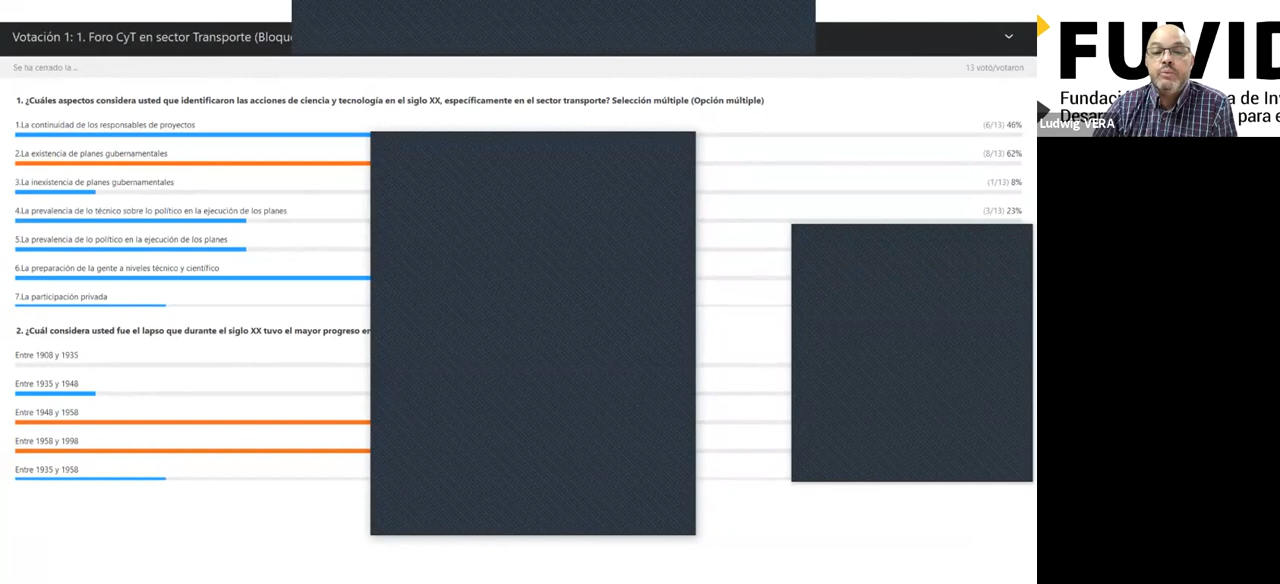 Votación 1: 1. Foro CyT en sector Transporte (Bloqu
Se ha cerrado la ...
13 votó/votaron
1. ¿Cuáles aspectos considera usted que identificaron las acciones de ciencia y tecnología en el siglo XX, específicamente en el sector transporte? Selección múltiple (Opción múltiple)
1.La continuidad de los responsables de proyectos (6/13) 46%
2.La existencia de planes gubernamentales (8/13) 62%
3.La inexistencia de planes gubernamentales (1/13) 8%
4.La prevalencia de lo técnico sobre lo político en la ejecución de los planes (3/13) 23%
5.La prevalencia de lo político en la ejecución de los planes
6.La preparación de la gente a niveles técnico y científico
7.La participación privada
2. ¿Cuál considera usted fue el lapso que durante el siglo XX tuvo el mayor progreso en
Entre 1908 y 1935
Entre 1935 y 1948
Entre 1948 y 1958
Entre 1958 y 1998
Entre 1935 y 1958
FUVID
Fundaci a de In
Desar para e
Ludwig VERA